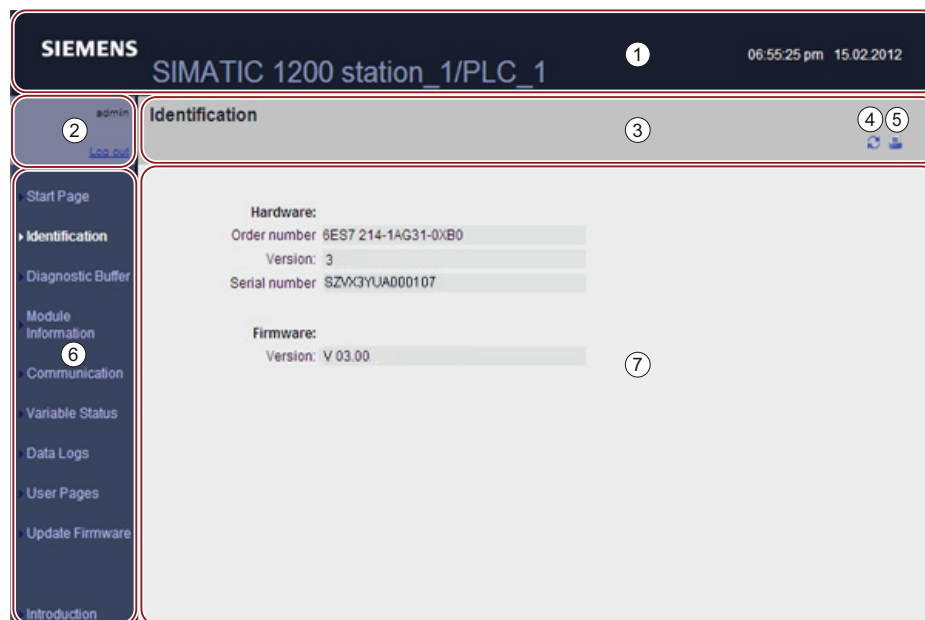 SIEMENS
SIMATIC 1200 station_1/PLC_1
1
06:55:25 pm 15.02.2012
admin
2
Log out
Identification
3
4
5
Start Page
Identification
Diagnostic Buffer
Module
Information
6
Communication
Variable Status
Data Logs
User Pages
Update Firmware
Introduction
Hardware:
Order number 6ES7 214-1AG31-0XB0
Version: 3
Serial number SZVX3YUA000107
Firmware:
Version: V 03.00
7